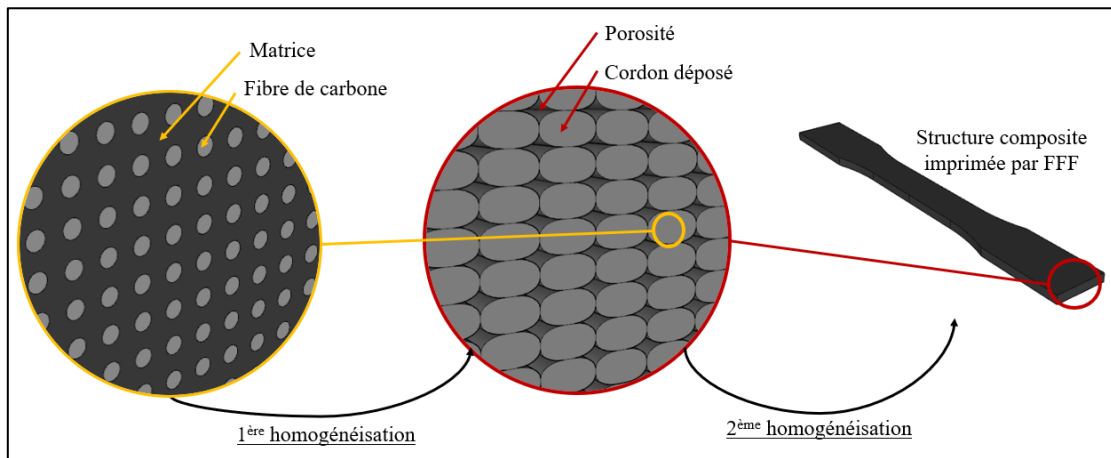 Matrice
Fibre de carbone
Porosité
Cordon déposé
Structure composite
imprimée par FFF
1ère homogénéisation
2ème homogénéisation